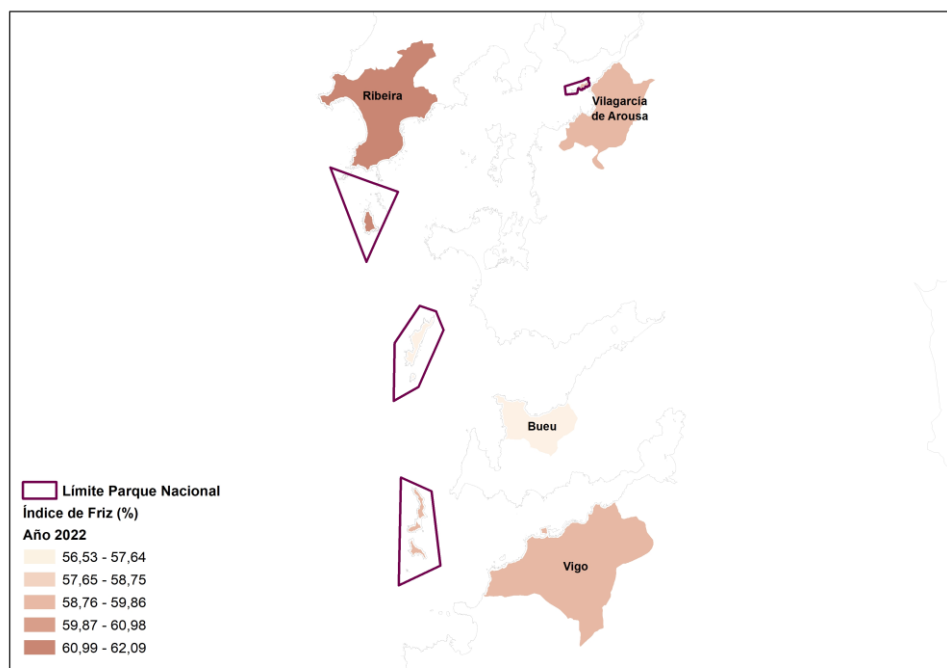 Ribeira
Vilagarcía
de Arousa
Bueu
Vigo
Límite Parque Nacional
Índice de Friz (%)
Año 2022
56,53 - 57,64
57,65 - 58,75
58,76 - 59,86
59,87 - 60,98
60,99 - 62,09